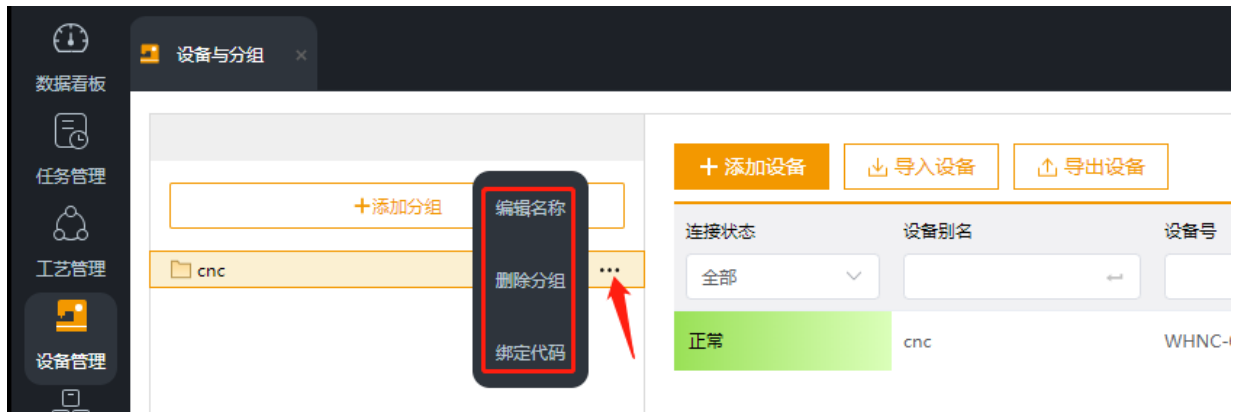 数据看板
任务管理
工艺管理
设备管理
设备与分组
+添加分组
cnc
编辑名称
删除分组
绑定代码
+ 添加设备
导入设备
导出设备
连接状态
设备别名
设备号
全部
正常
cnc
WHNC-